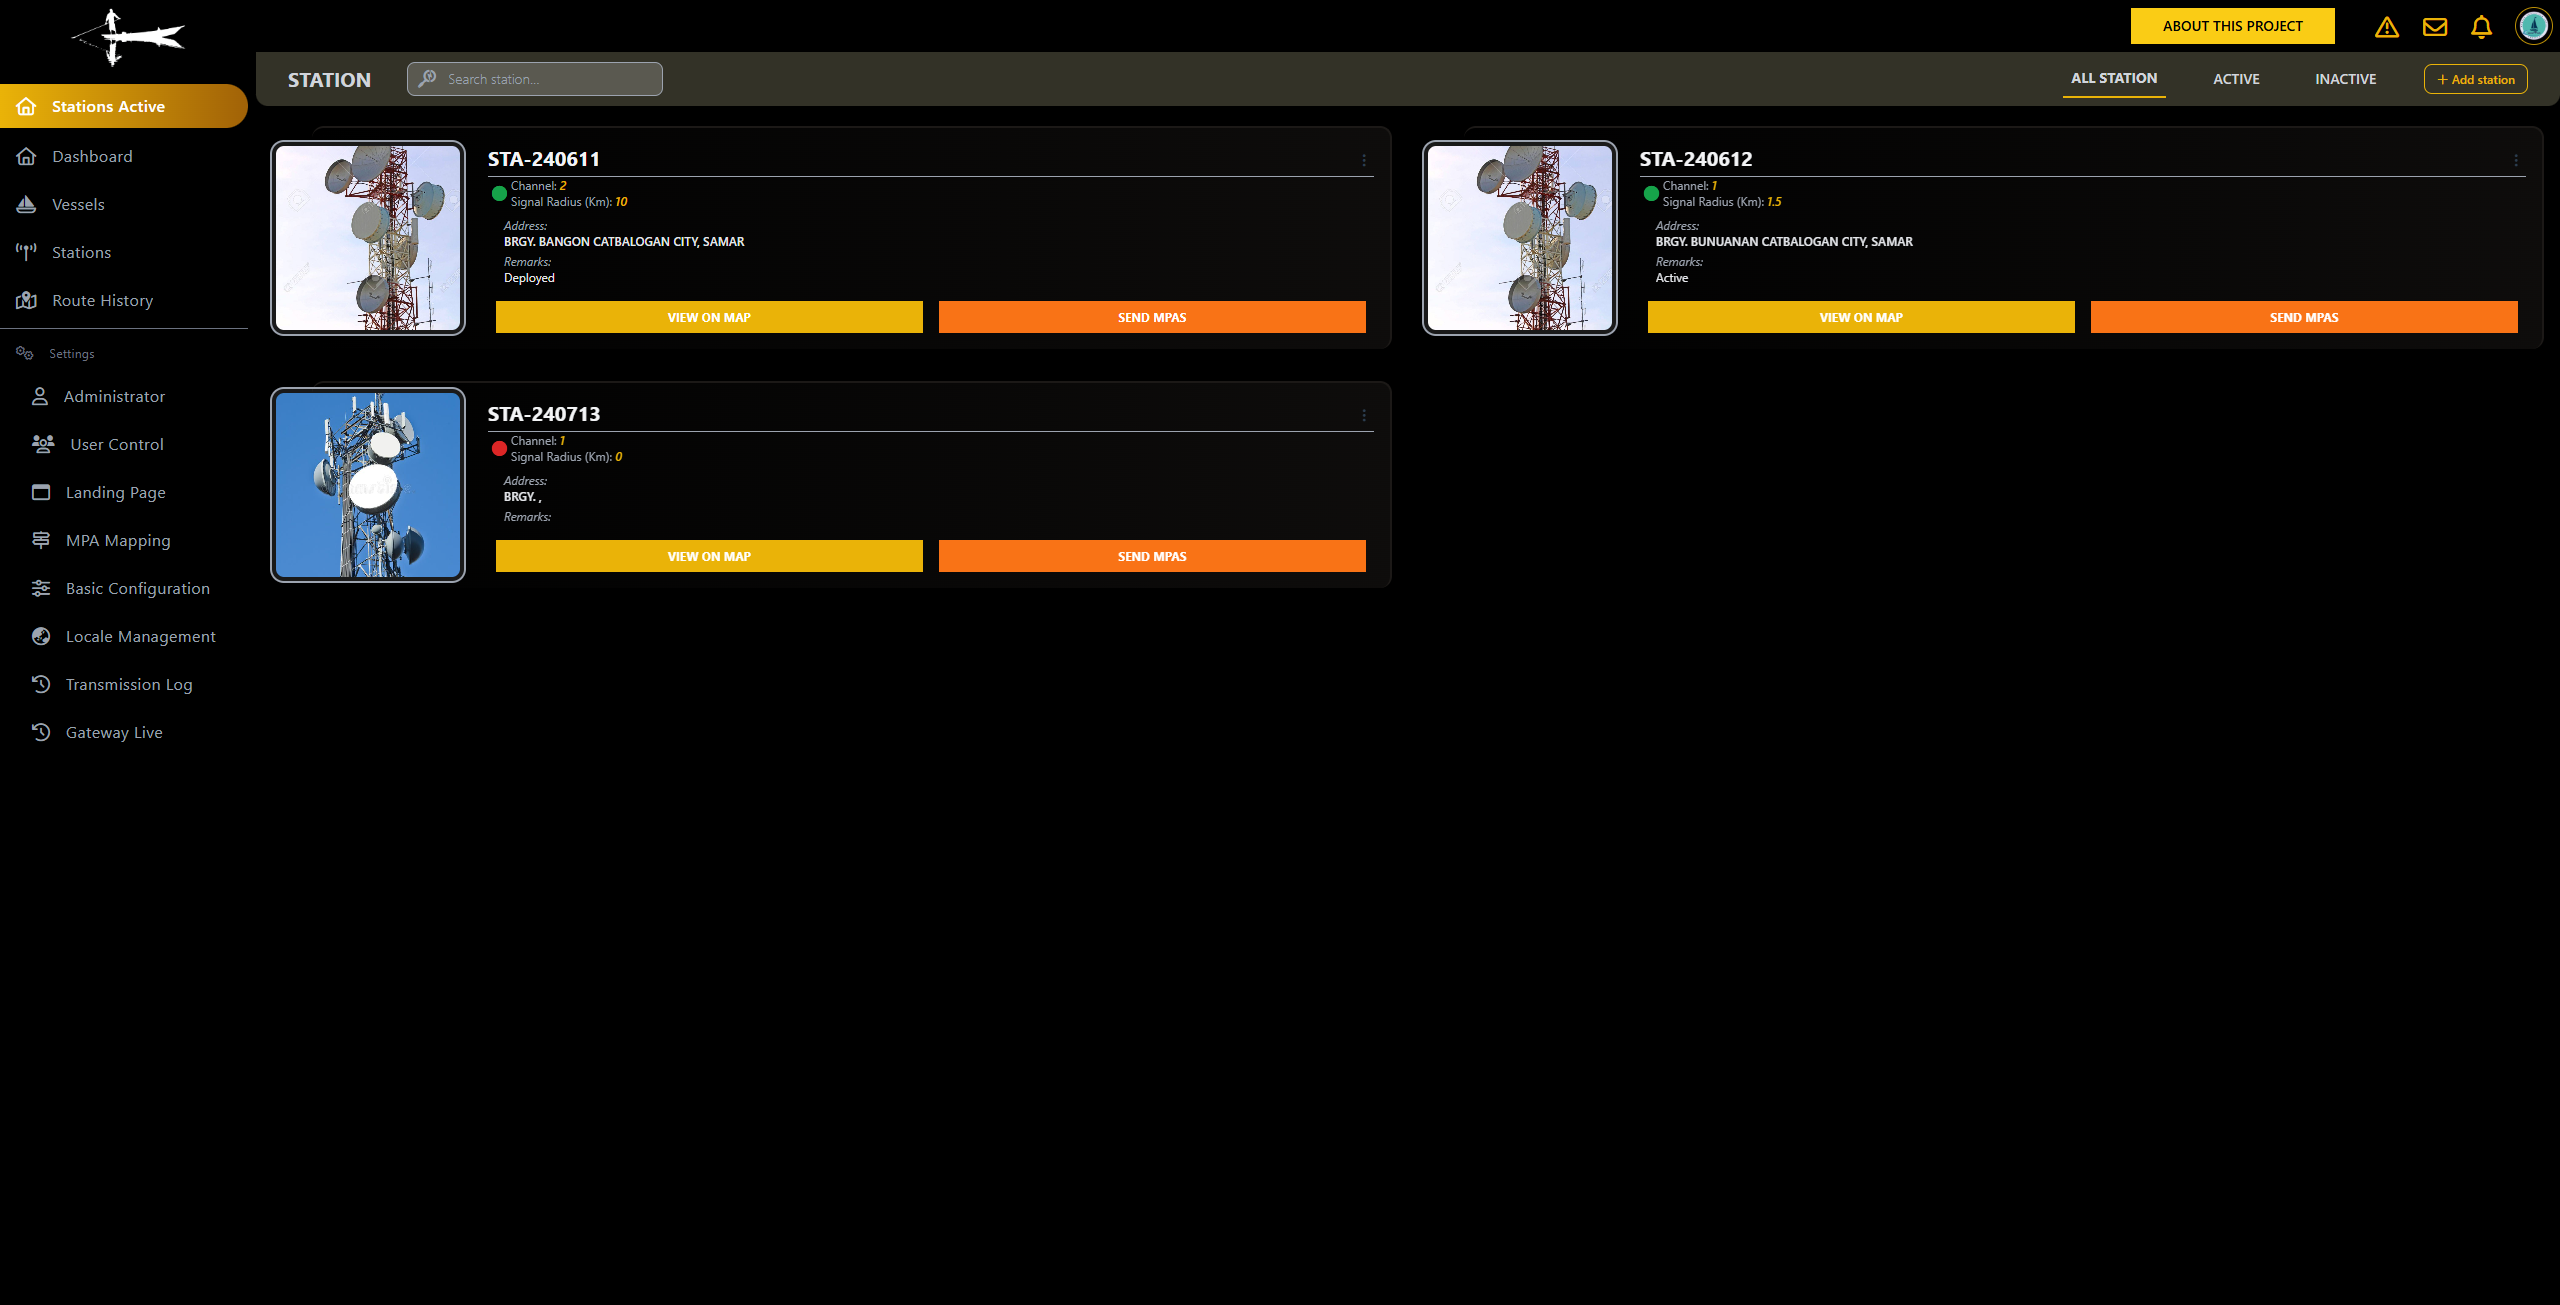 ABOUT THIS PROJECT
STATION
Search station...
ALL STATION
ACTIVE
INACTIVE
+ Add station
Stations Active
Dashboard
Vessels
Stations
Route History
Settings
Administrator
User Control
Landing Page
MPA Mapping
Basic Configuration
Locale Management
Transmission Log
Gateway Live
STA-240611
Channel: 2
Signal Radius (Km): 10
Address:
BRGY. BANGON CATBALOGAN CITY, SAMAR
Remarks:
Deployed
VIEW ON MAP
SEND MPAS
STA-240612
Channel: 1
Signal Radius (Km): 1.5
Address:
BRGY. BUNUANAN CATBALOGAN CITY, SAMAR
Remarks:
Active
VIEW ON MAP
SEND MPAS
STA-240713
Channel: 1
Signal Radius (Km): 0
Address:
BRGY. ,
Remarks:
VIEW ON MAP
SEND MPAS